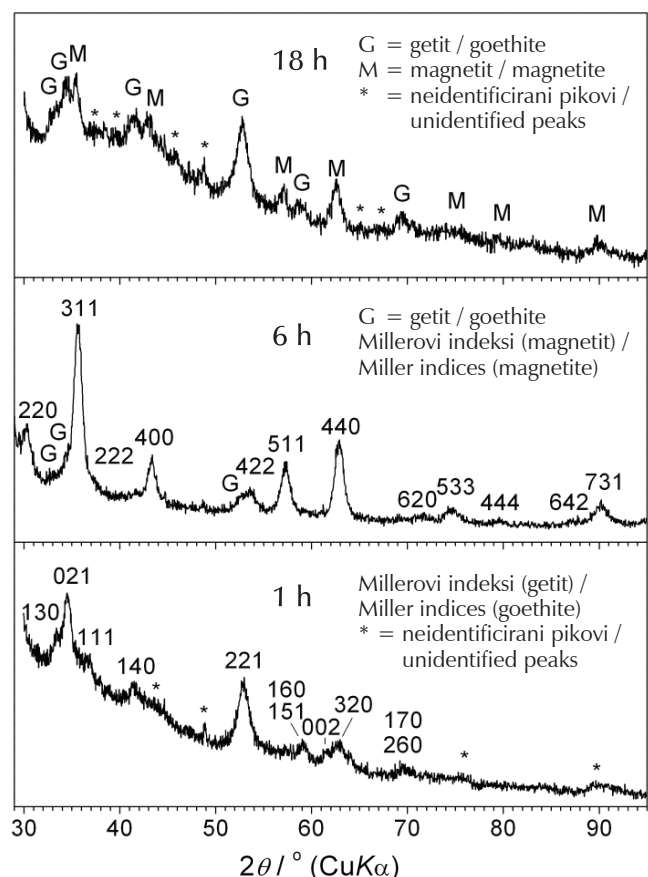 18 h
G = getit / goethite
M = magnetit / magnetite
* = neidentificirani pikovi /
unidentified peaks
G G M * * G M * * G M G M * * G M M M
6 h
G = getit / goethite
Millerovi indeksi (magnetit) /
Miller indices (magnetite)
220 G G 311 222 400 G 422 511 440 620 533 444 642 731
1 h
Millerovi indeksi (getit) /
Miller indices (goethite)
* = neidentificirani pikovi /
unidentified peaks
130 021 111 140 * * 221 160
151 002 320 170
260 * *
30 40 50 60 70 80 90
2θ / ° (CuKα)